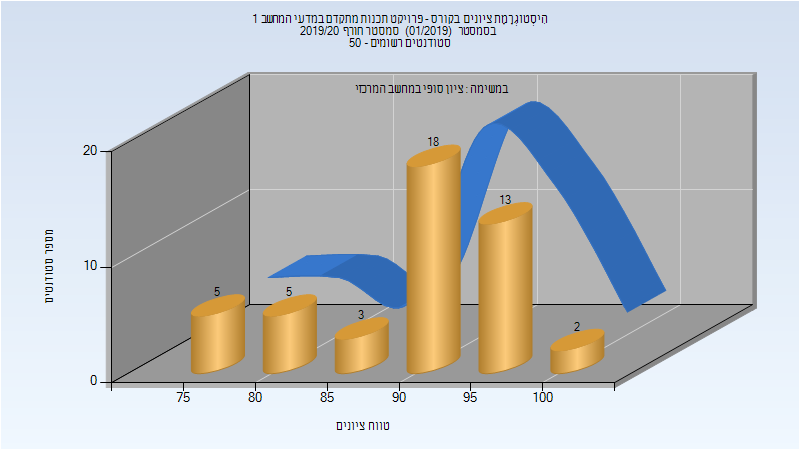 הִיסְטוֹגְרַמַת ציונים בקורס - פרויקט תכנות מתקדם במדעי המחשב 1
בסמסטר (01/2019) סמסטר חורף 2019/20
סטודנטים רשומים - 50
במשימה : ציון סופי במחשב המרכזי
20
10
0
מספר סטודנטים
5
5
3
18
13
2
75
80
85
90
95
100
טווח ציונים